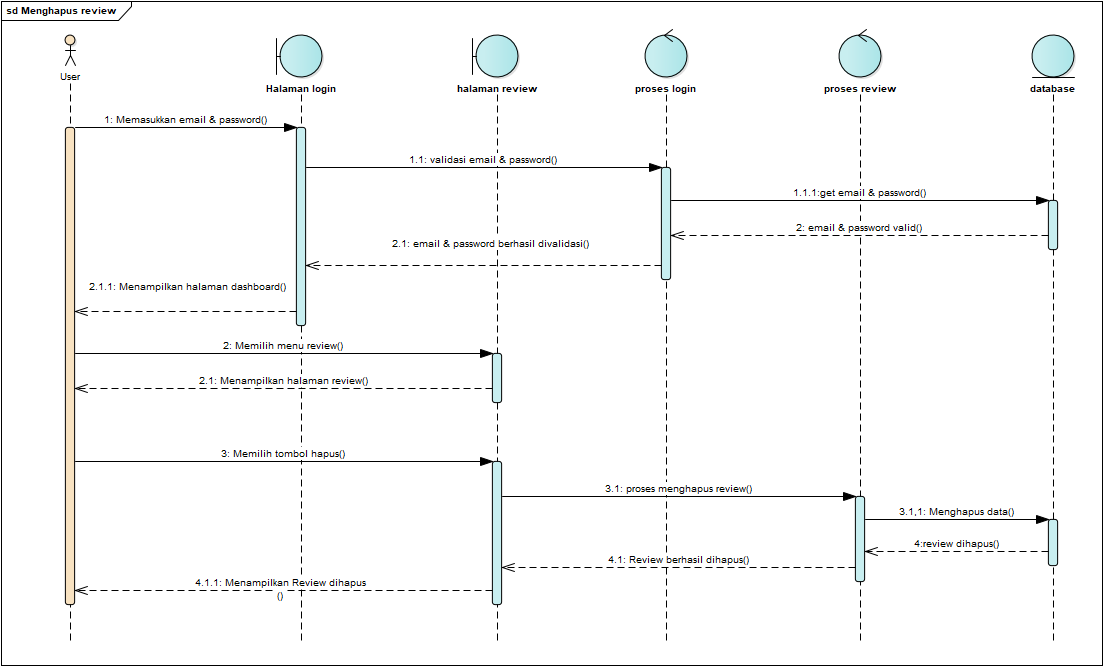 sd Menghapus review
User
Halaman login
halaman review
proses login
proses review
database
1: Memasukkan email & password()
1.1: validasi email & password()
1.1.1:get email & password()
2: email & password valid()
2.1: email & password berhasil divalidasi()
2.1.1: Menampilkan halaman dashboard()
2: Memilih menu review()
2.1: Menampilkan halaman review()
3: Memilih tombol hapus()
3.1: proses menghapus review()
3.1,1: Menghapus data()
4:review dihapus()
4.1: Review berhasil dihapus()
4.1.1: Menampilkan Review dihapus
()